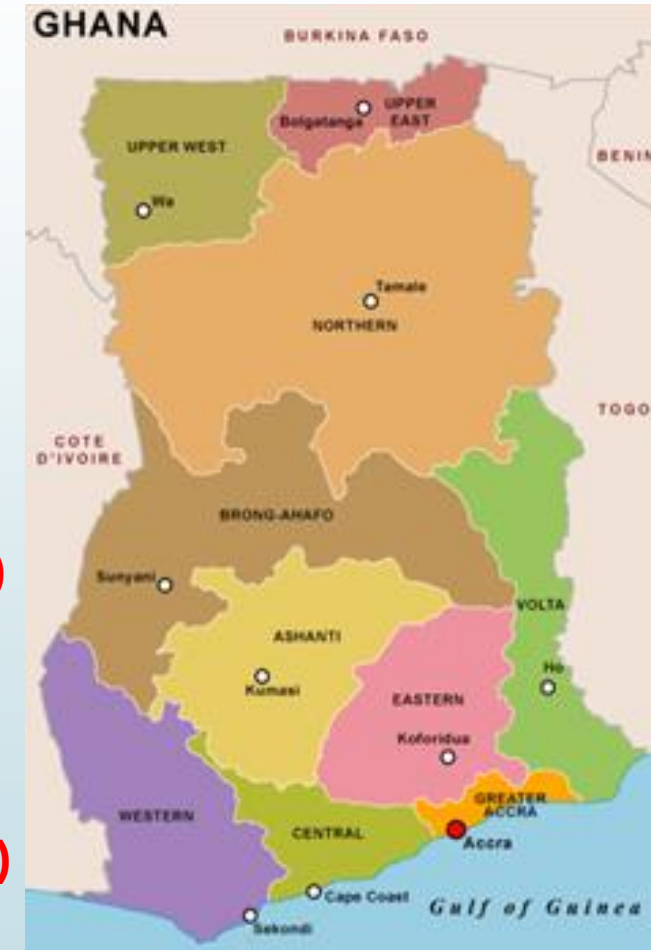 GHANA
BURKINA FASO
UPPER
EAST
Bolgatanga
UPPER WEST
BENIN
Wa
Tamale
NORTHERN
TOGO
COTE
D'IVOIRE
BRONG-AHAFO
Sunyani
)
VOLTA
ASHANTI
Ho
Kumasi
EASTERN
Koforidua
GREATER
ACCRA
WESTERN
CENTRAL
Accra
)
Cape Coast
Gulf of Guinea
Sekondi